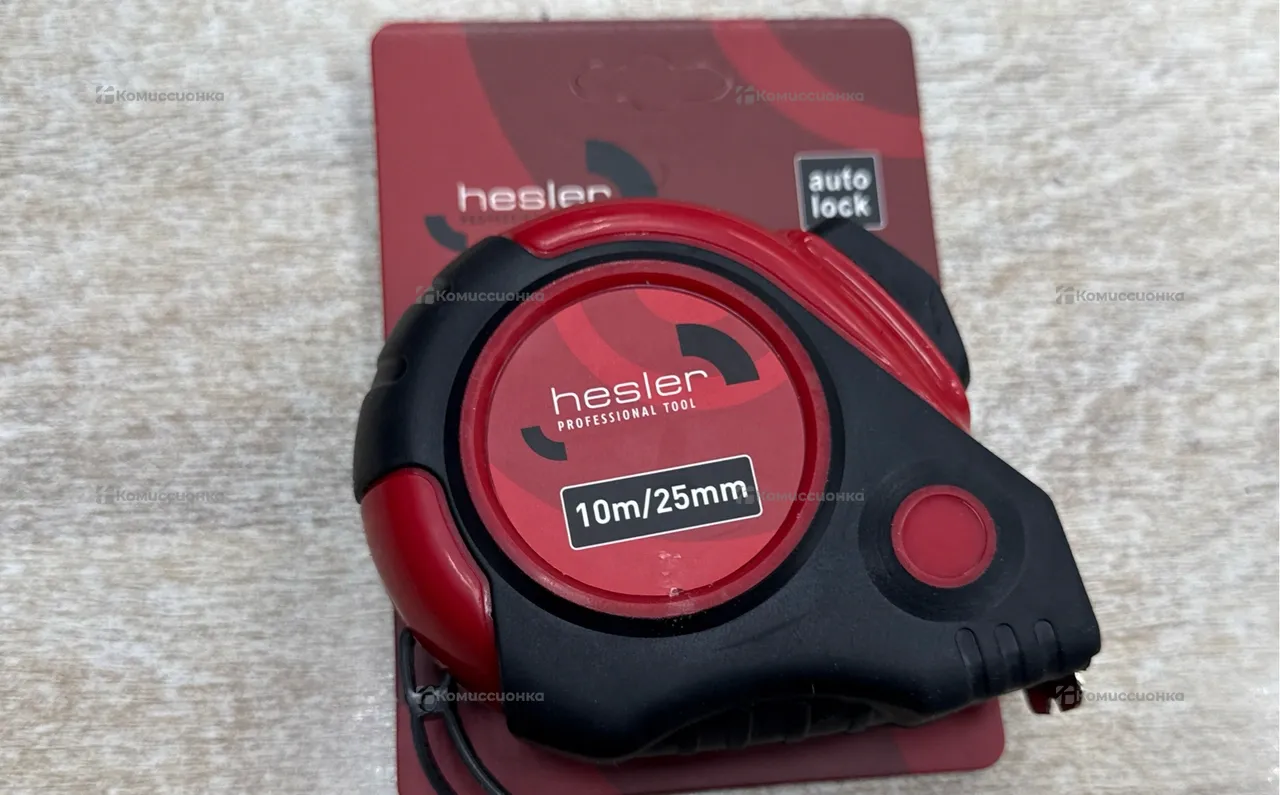 Комиссионка
Комиссионка
hesler
auto
lock
Комиссионка
Комиссионка
hesler
PROFESSIONAL TOOL
10m/25mm
Комиссионка
Комиссионка
Комиссионка
Комиссионка